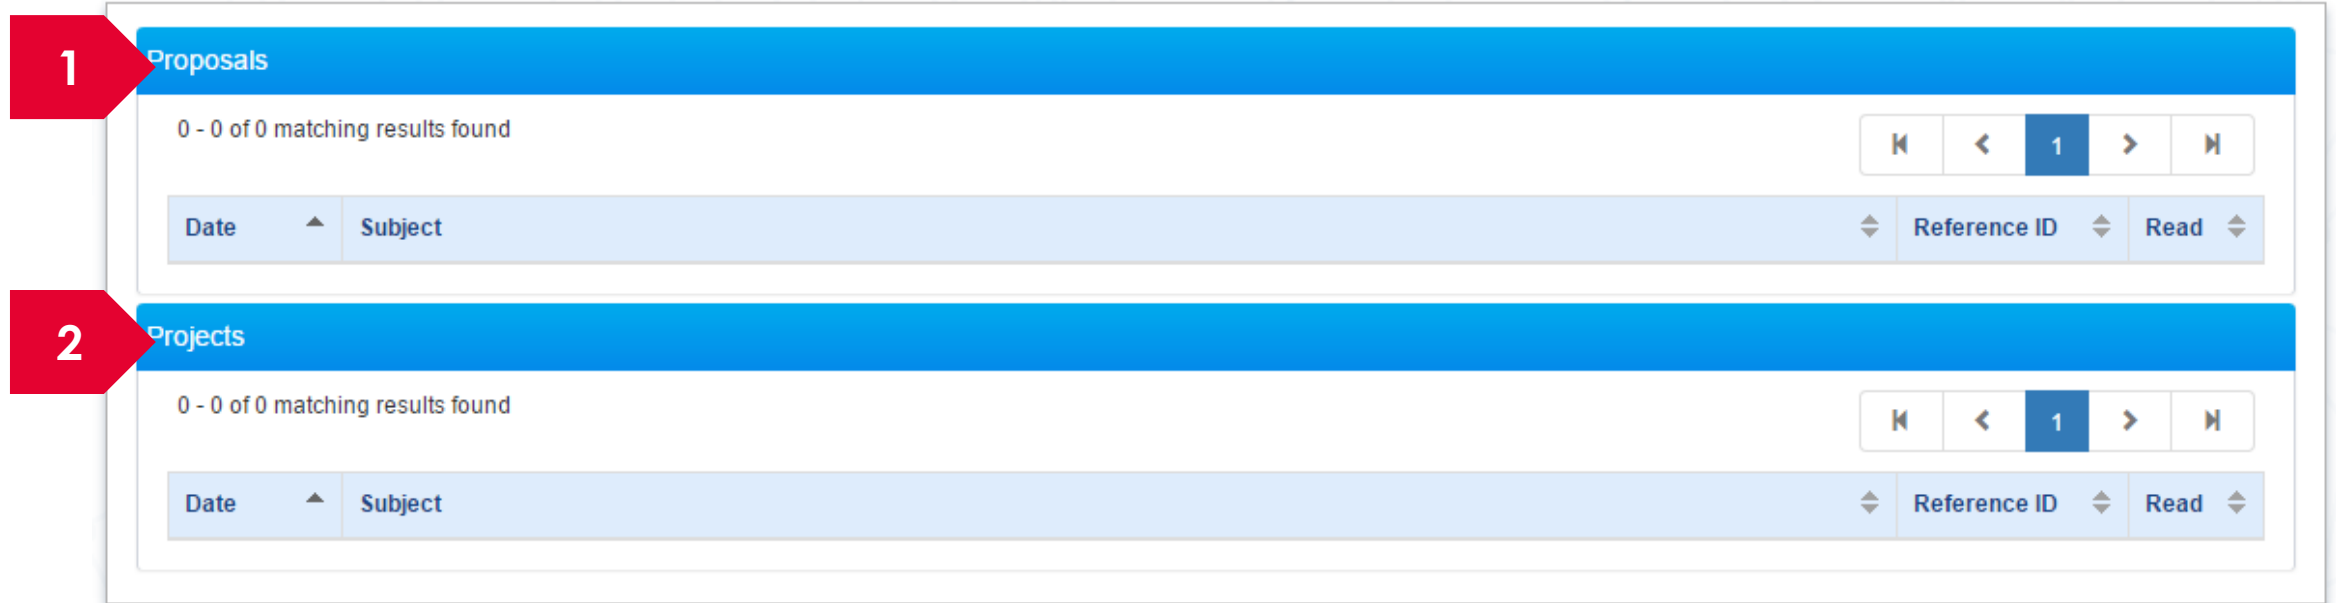 1
Proposals
0 - 0 of 0 matching results found
1
Date Subject Reference ID Read
2
Projects
0 - 0 of 0 matching results found
1
Date Subject Reference ID Read